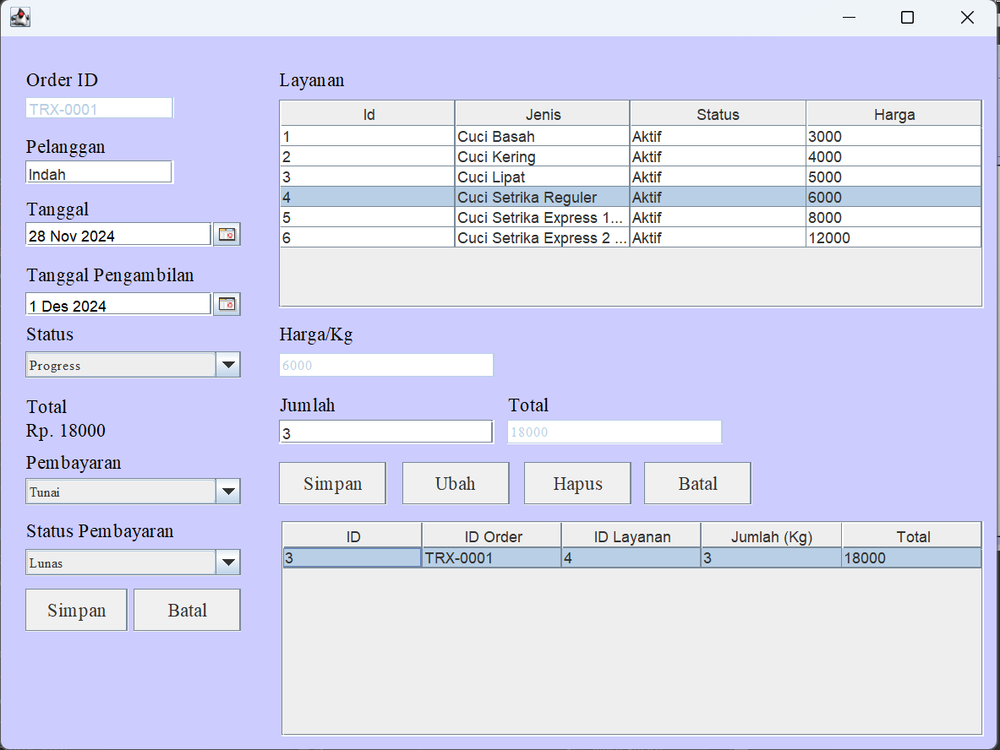 Order ID
TRX-0001
Pelanggan
Indah
Tanggal
28 Nov 2024
Tanggal Pengambilan
1 Des 2024
Status
Progress
Total
Rp. 18000
Pembayaran
Tunai
Status Pembayaran
Lunas
Simpan Batal
Layanan
Id Jenis Status Harga
1 Cuci Basah Aktif 3000
2 Cuci Kering Aktif 4000
3 Cuci Lipat Aktif 5000
4 Cuci Setrika Reguler Aktif 6000
5 Cuci Setrika Express 1... Aktif 8000
6 Cuci Setrika Express 2 ... Aktif 12000
Harga/Kg
6000
Jumlah Total
3 18000
Simpan Ubah Hapus Batal
ID ID Order ID Layanan Jumlah (Kg) Total
3 TRX-0001 4 3 18000